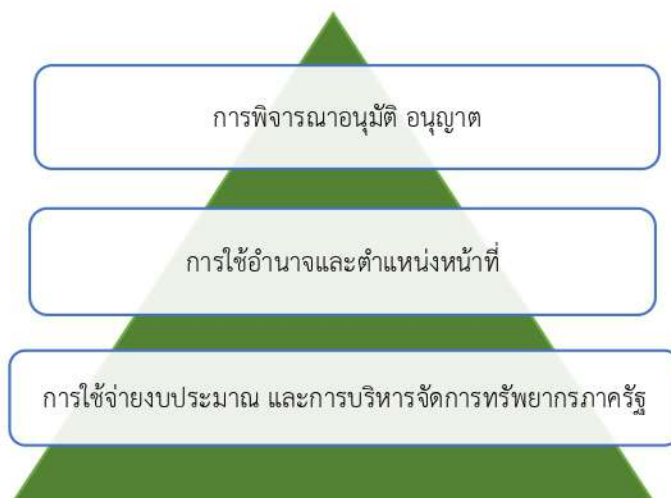 การพิจารณาอนุมัติ อนุญาต
การใช้อำนาจและตำแหน่งหน้าที่
การใช้จ่ายงบประมาณ และการบริหารจัดการทรัพยากรภาครัฐ